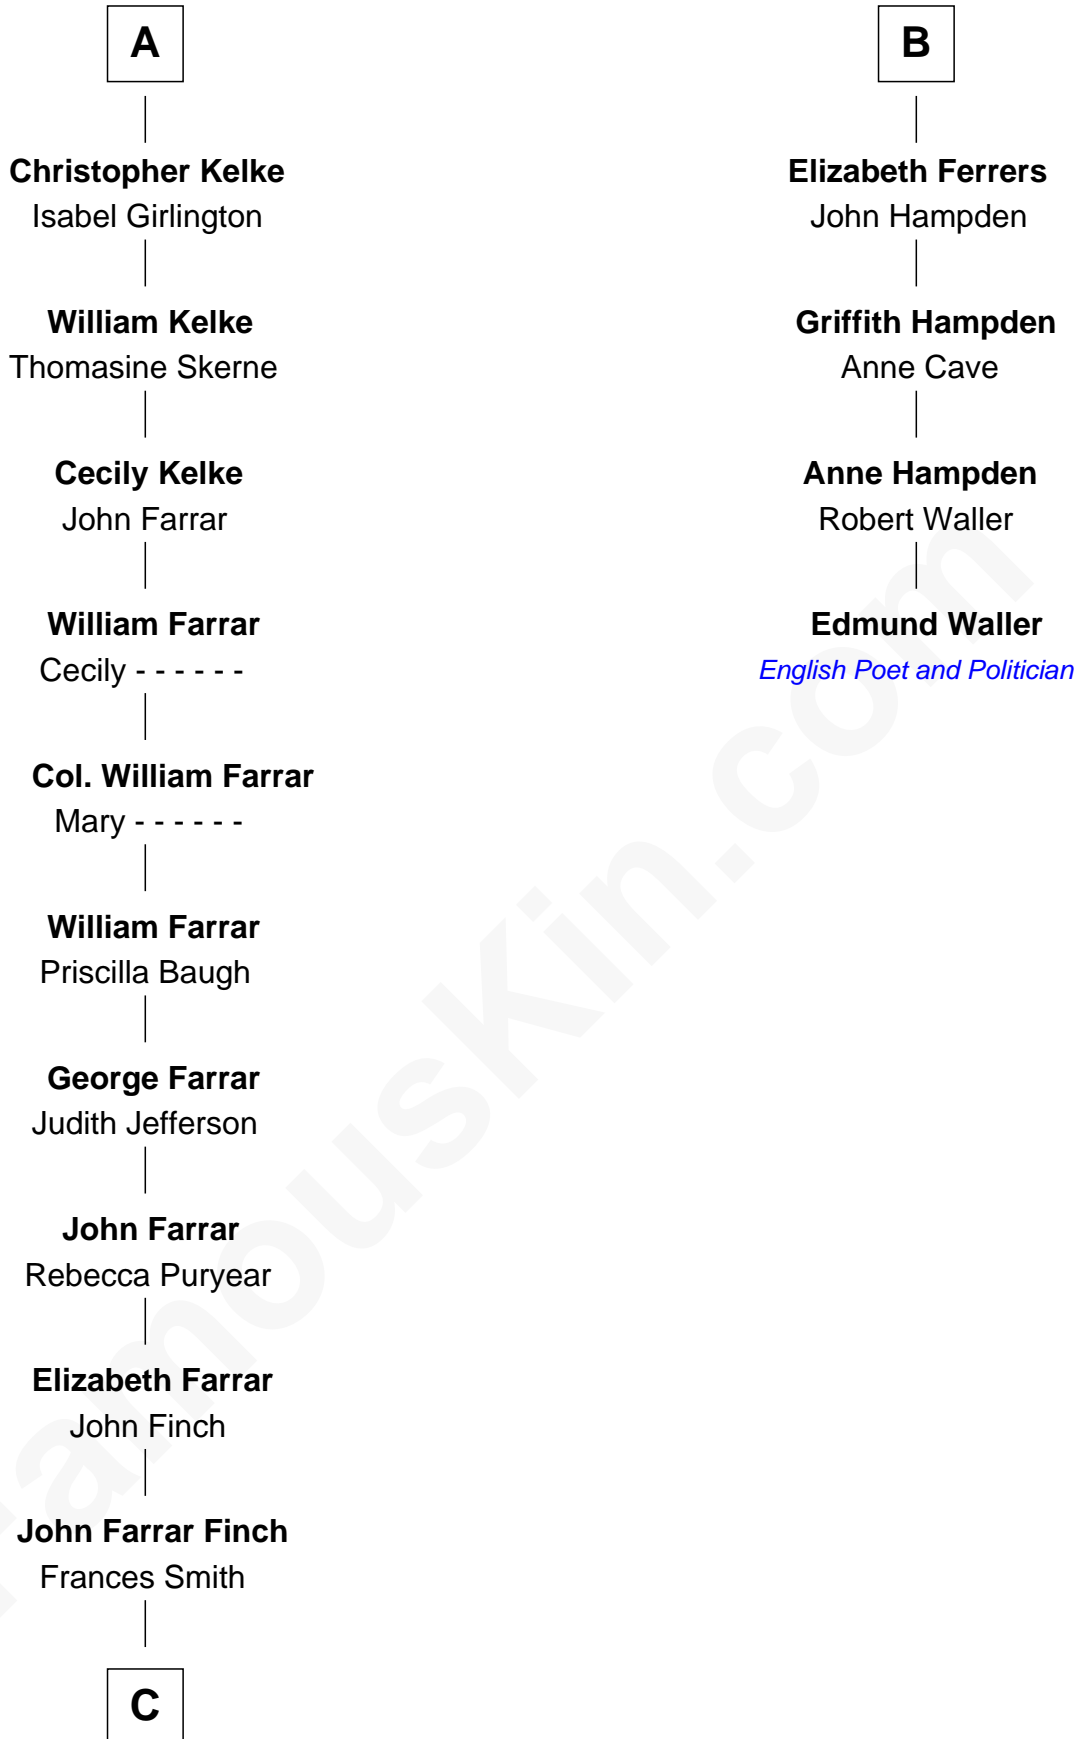 A
B
Christopher Kelke
Isabel Girlington
Elizabeth Ferrers
John Hampden
William Kelke
Thomasine Skerne
Griffith Hampden
Anne Cave
Cecily Kelke
John Farrar
Anne Hampden
Robert Waller
William Farrar
Cecily - - - - - -
Edmund Waller
English Poet and Politician
Col. William Farrar
Mary - - - - - -
William Farrar
Priscilla Baugh
George Farrar
Judith Jefferson
John Farrar
Rebecca Puryear
Elizabeth Farrar
John Finch
John Farrar Finch
Frances Smith
C
FamousKin.com